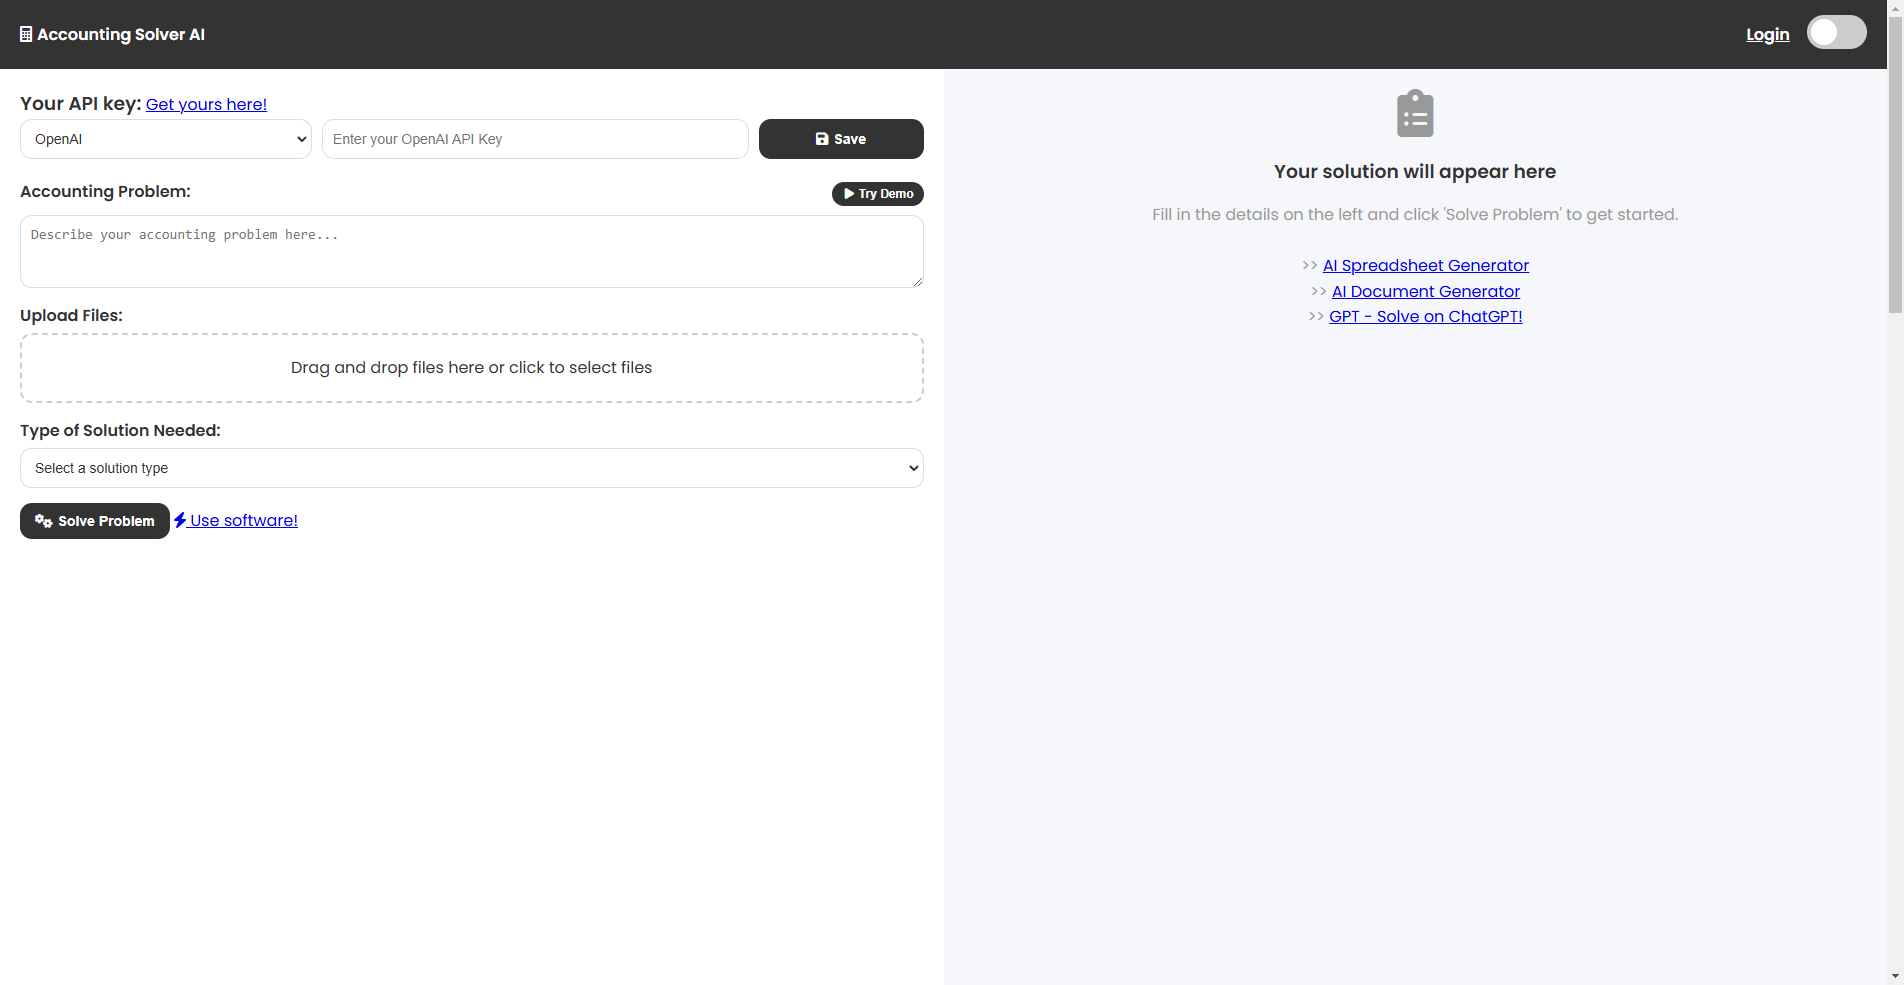 Accounting Solver AI
Login
Your API key: Get yours here!
OpenAI
Enter your OpenAI API Key
Save
Accounting Problem:
Try Demo
Describe your accounting problem here...
Upload Files:
Drag and drop files here or click to select files
Type of Solution Needed:
Select a solution type
Solve Problem
Use software!
Your solution will appear here
Fill in the details on the left and click 'Solve Problem' to get started.
>> AI Spreadsheet Generator
>> AI Document Generator
>> GPT - Solve on ChatGPT!